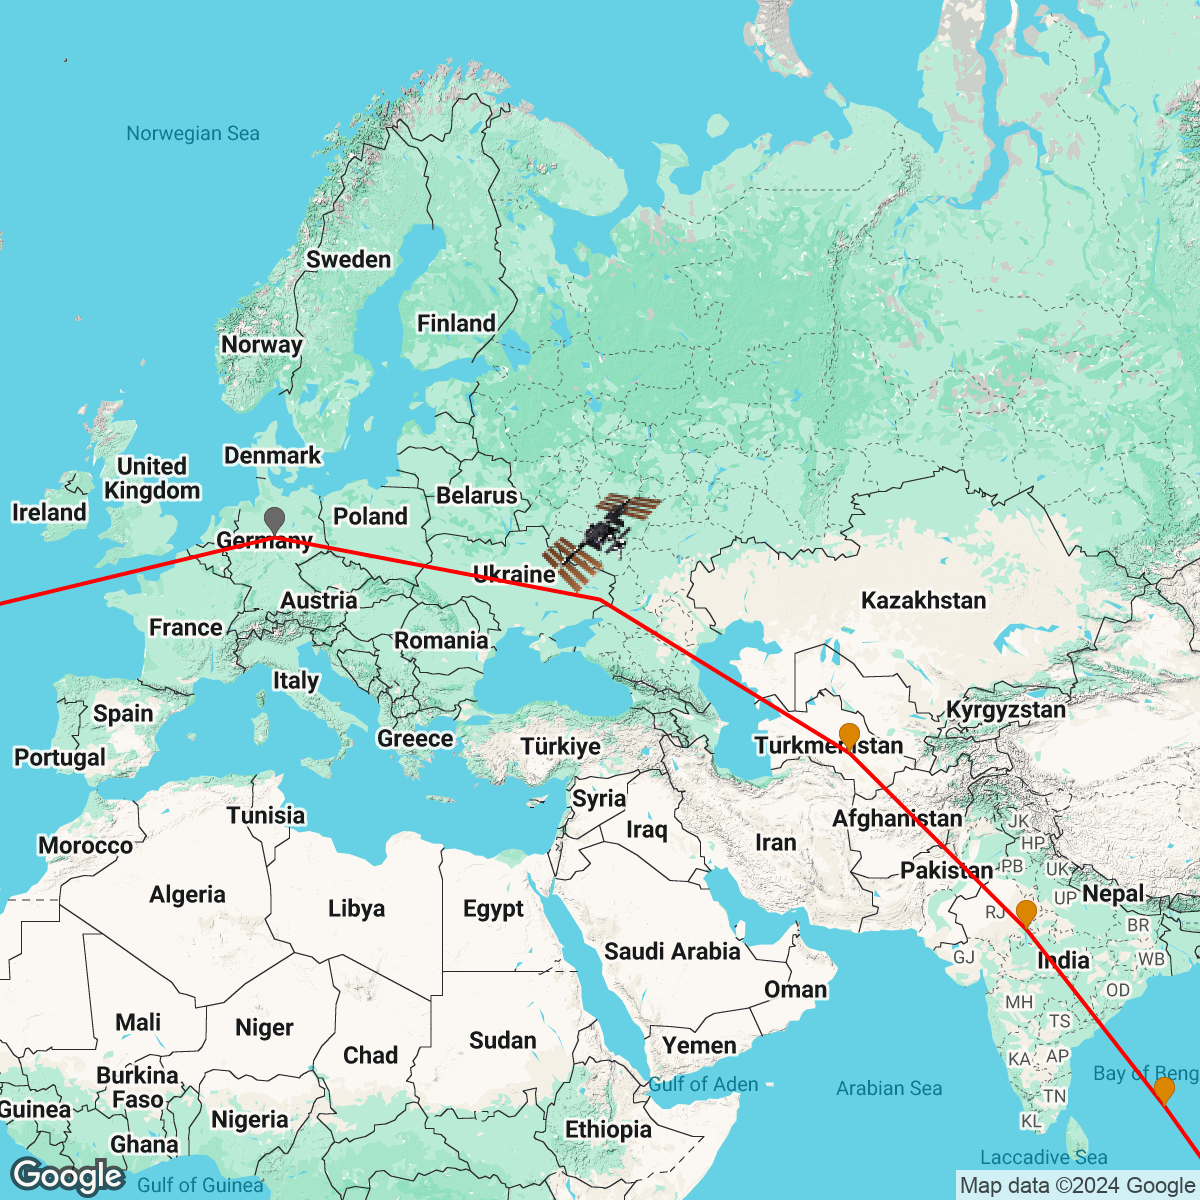 Norwegian Sea
Sweden
Finland
Norway
Denmark
United
Kingdom
Ireland
Belarus
Poland
Germany
Ukraine
Austria
Kazakhstan
France
Romania
Italy
Spain
Kyrgyzstan
Portugal
Greece
Türkiye
Turkmenistan
Syria
Tunisia
Iraq
Afghanistan
JK
Morocco
Iran
HP
Pakistan
PB
UK
Algeria
Nepal
UP
Libya
Egypt
RJ
BR
Saudi Arabia
GJ
India
WB
Oman
OD
MH
Mali
Niger
TS
Sudan
Yemen
Chad
KA
AP
Burkina
Faso
Bay of Beng
Gulf of Aden
Arabian Sea
TN
Guinea
Nigeria
KL
Ethiopia
Ghana
Laccadive Sea
Google
Gulf of Guinea
Map data ©2024 Google